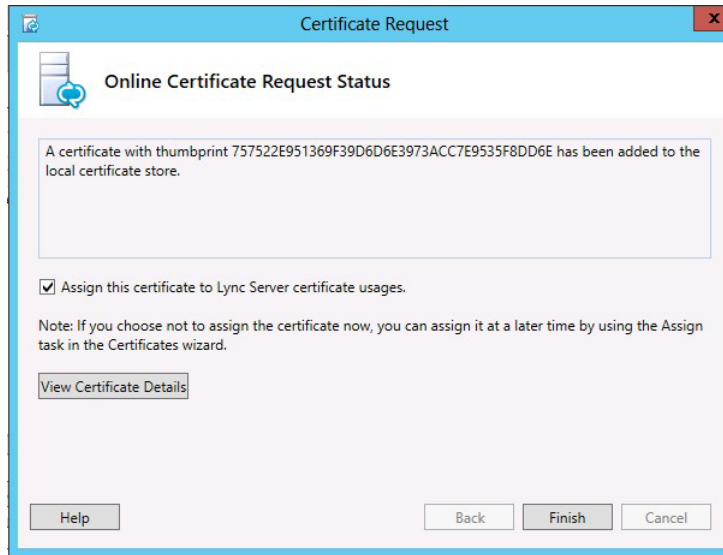 Certificate Request
x
Online Certificate Request Status
A certificate with thumbprint 757522E951369F39D6D6E3973ACC7E9535F8DD6E has been added to the
local certificate store.
Assign this certificate to Lync Server certificate usages.
Note: If you choose not to assign the certificate now, you can assign it at a later time by using the Assign
task in the Certificates wizard.
View Certificate Details
Help Back Finish Cancel